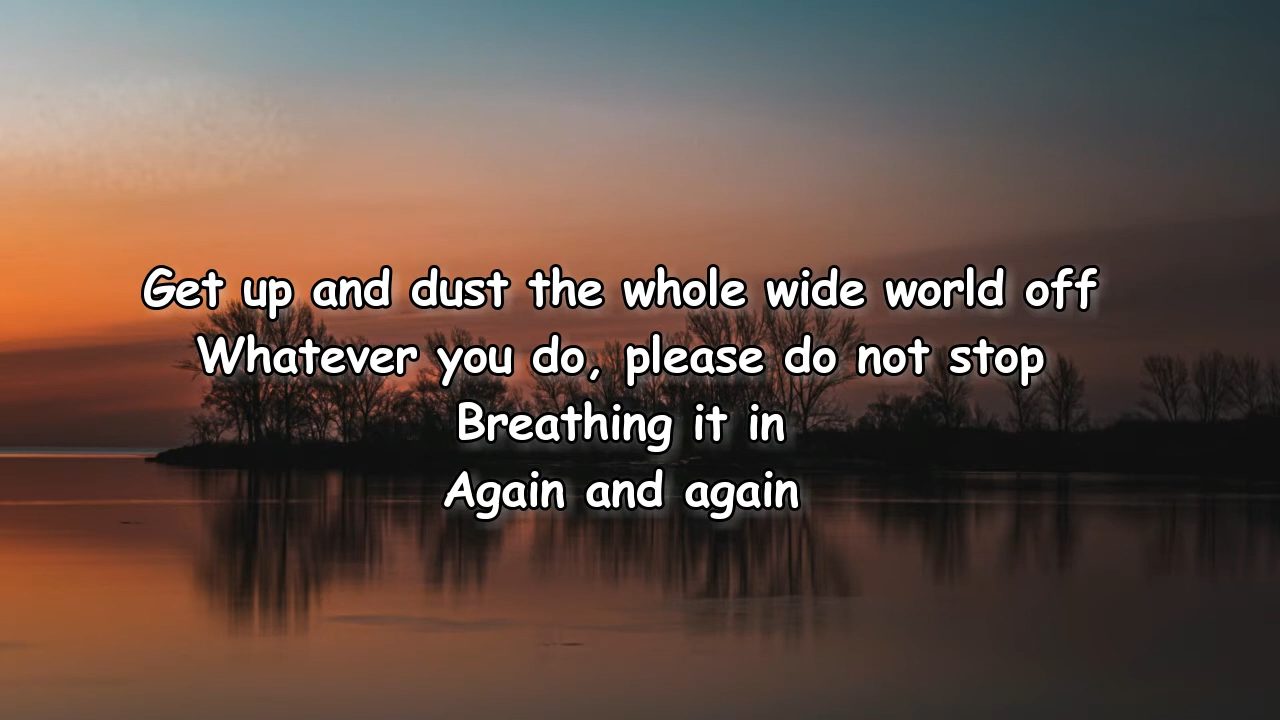 Get up and dust the whole wide world off
Whatever you do, please do not stop
Breathing it in
Again and again